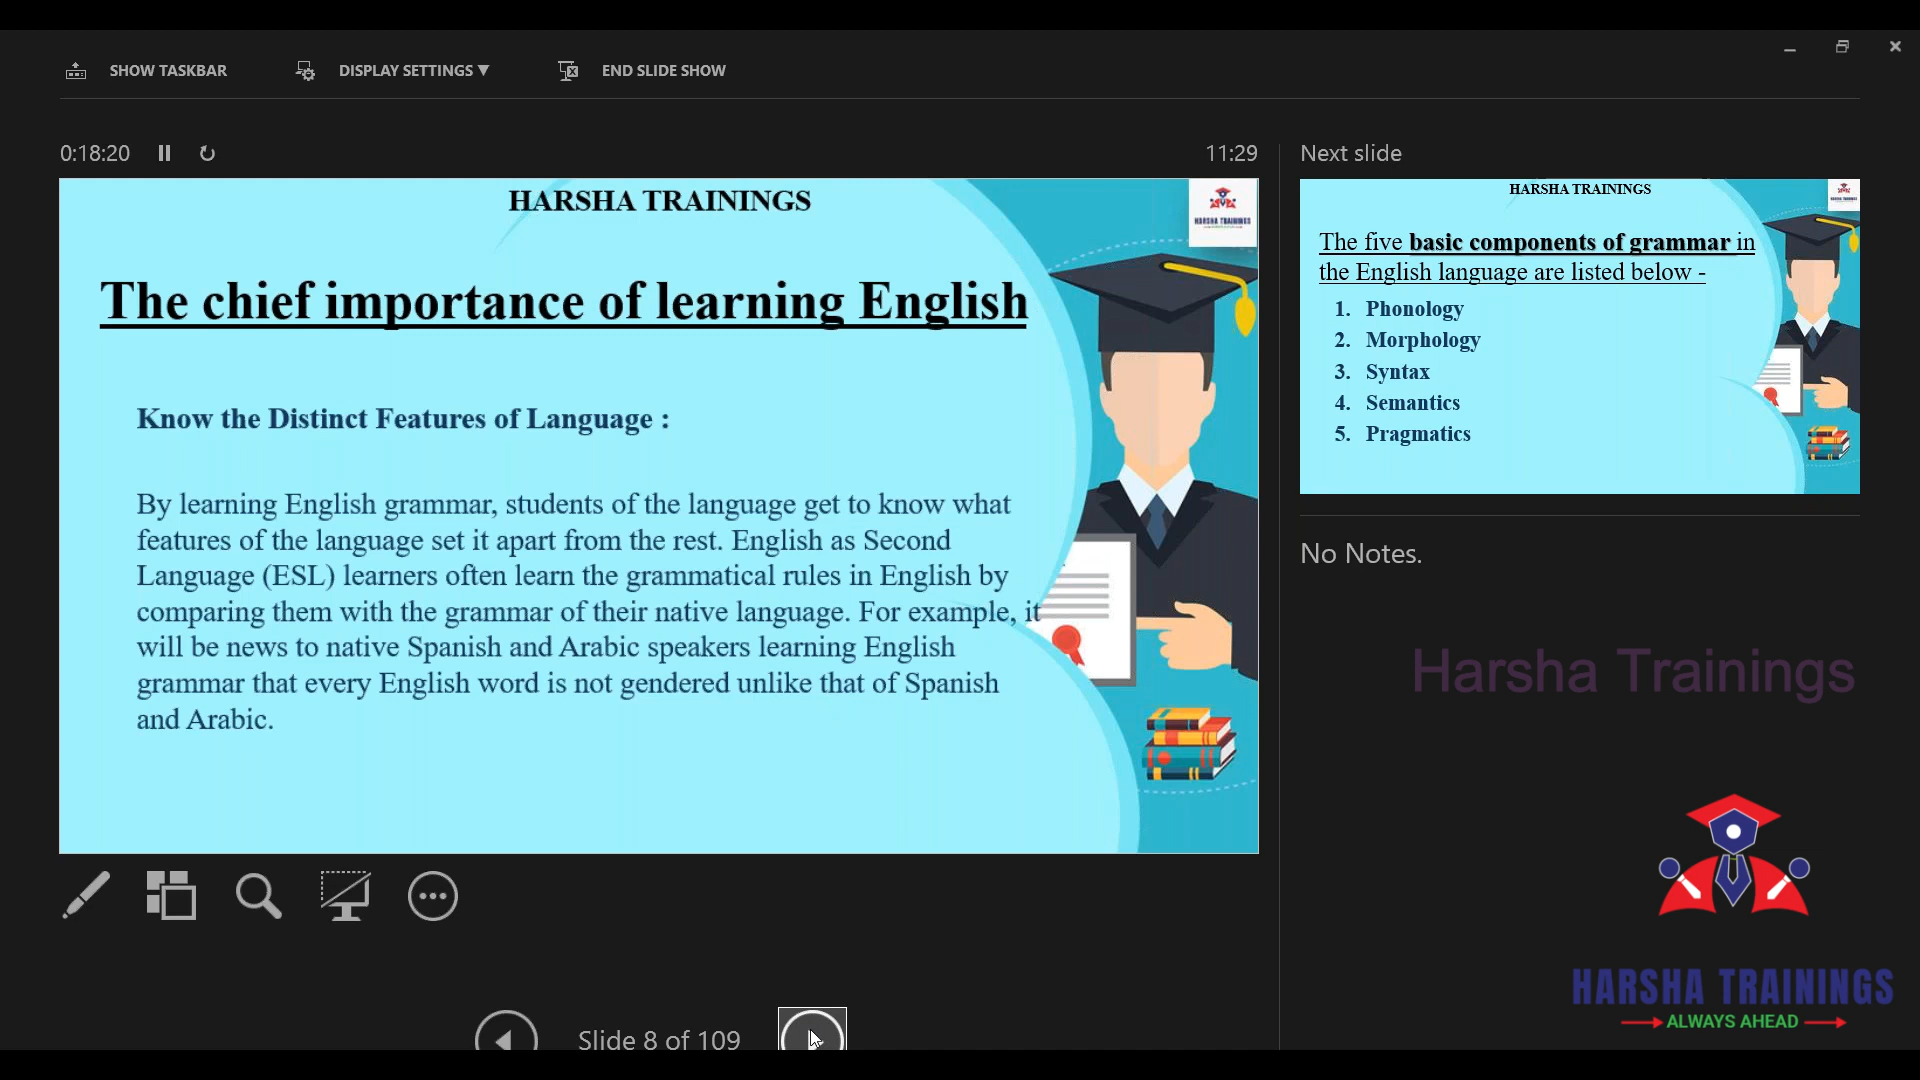 SHOW TASKBAR
DISPLAY SETTINGS ▼
END SLIDE SHOW
0:18:20
11:29
HARSHA TRAININGS
HARSHA TRAININGS
The chief importance of learning English
Know the Distinct Features of Language :
By learning English grammar, students of the language get to know what
features of the language set it apart from the rest. English as Second
Language (ESL) learners often learn the grammatical rules in English by
comparing them with the grammar of their native language. For example, it
will be news to native Spanish and Arabic speakers learning English
grammar that every English word is not gendered unlike that of Spanish
and Arabic.
Slide 8 of 109
Next slide
HARSHA TRAININGS
The five basic components of grammar in
the English language are listed below -
1. Phonology
2. Morphology
3. Syntax
4. Semantics
5. Pragmatics
No Notes.
Harsha Trainings
HARSHA TRAININGS
ALWAYS AHEAD